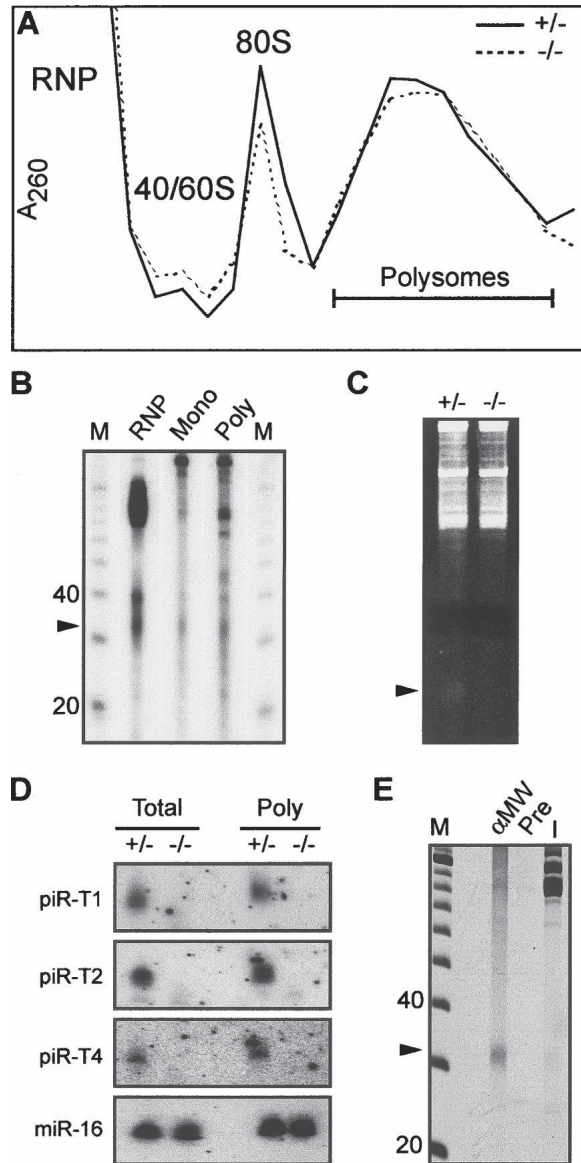 A
+/-
-/-
80S
RNP
40/60S
A260
Polysomes
B
M RNP Mono Poly M
40
20
C
+/- -/-
D
Total Poly
+/- -/- +/- -/-
piR-T1
piR-T2
piR-T4
miR-16
E
M αMW Pre I
40
20